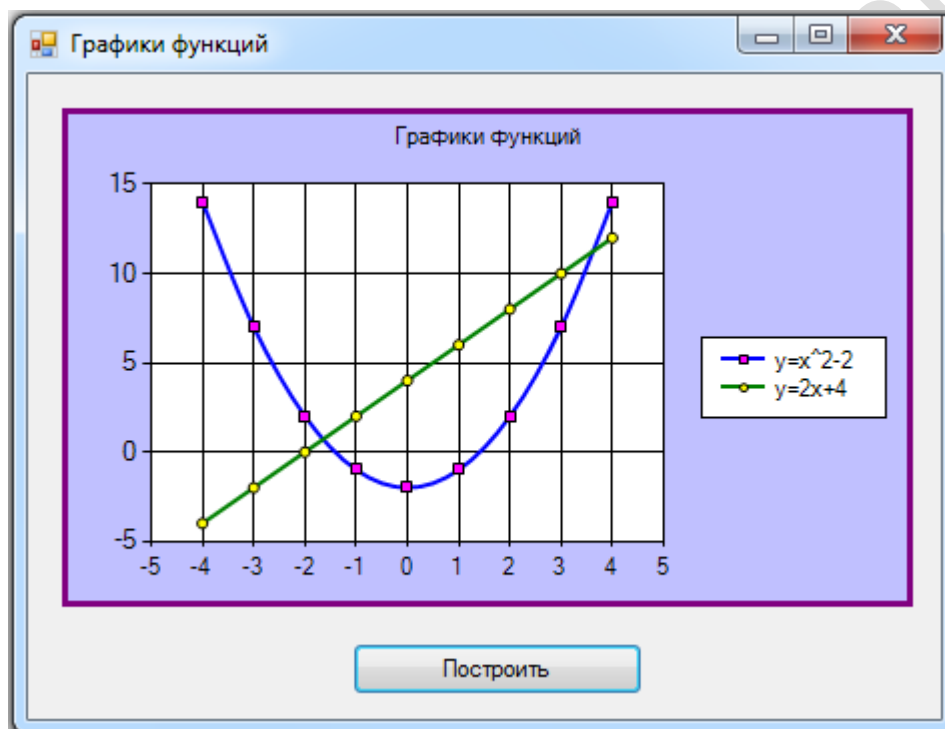 Графики функций
Графики функций
15
10
5
0
-5
-5 -4 -3 -2 -1 0 1 2 3 4 5
y=x^2-2
y=2x+4
Построить